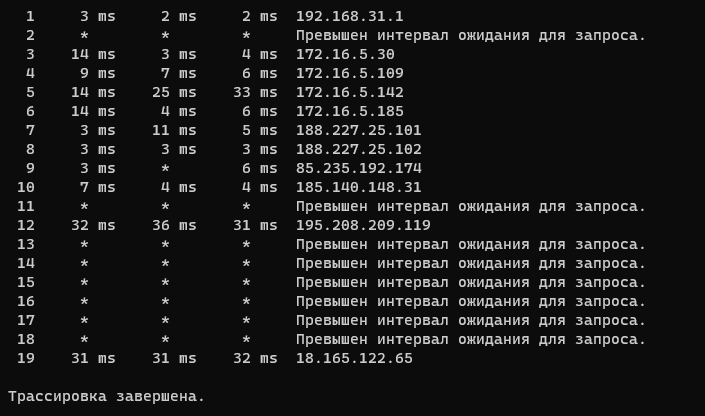 1 3 ms 2 ms 2 ms 192.168.31.1
2 * * * Превышен интервал ожидания для запроса.
3 14 ms 3 ms 4 ms 172.16.5.30
4 9 ms 7 ms 6 ms 172.16.5.109
5 14 ms 25 ms 33 ms 172.16.5.142
6 14 ms 4 ms 6 ms 172.16.5.185
7 3 ms 11 ms 5 ms 188.227.25.101
8 3 ms 3 ms 3 ms 188.227.25.102
9 3 ms * 6 ms 85.235.192.174
10 7 ms 4 ms 4 ms 185.140.148.31
11 * * * Превышен интервал ожидания для запроса.
12 32 ms 36 ms 31 ms 195.208.209.119
13 * * * Превышен интервал ожидания для запроса.
14 * * * Превышен интервал ожидания для запроса.
15 * * * Превышен интервал ожидания для запроса.
16 * * * Превышен интервал ожидания для запроса.
17 * * * Превышен интервал ожидания для запроса.
18 * * * Превышен интервал ожидания для запроса.
19 31 ms 31 ms 32 ms 18.165.122.65
Трассировка завершена.